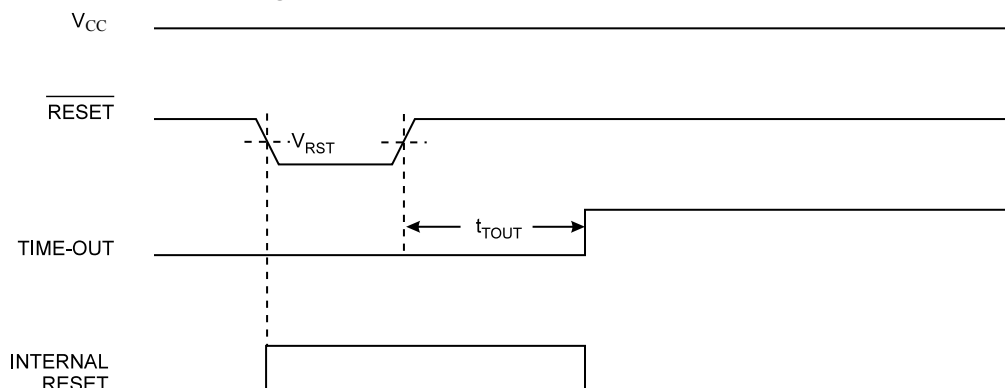 VCC
RESET
VRST
tTOUT
TIME-OUT
INTERNAL
RESET